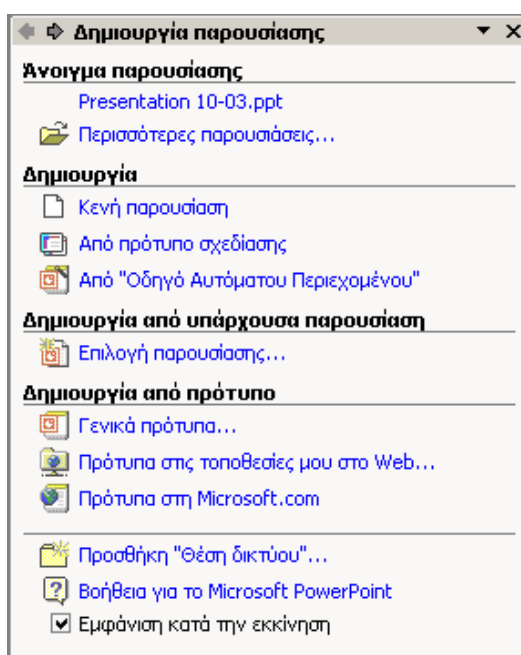 Δημιουργία παρουσίασης
Άνοιγμα παρουσίασης
Presentation 10-03.ppt
Περισσότερες παρουσιάσεις...
Δημιουργία
Κενή παρουσίαση
Από πρότυπο σχεδίασης
Από "Οδηγό Αυτόματου Περιεχομένου"
Δημιουργία από υπάρχουσα παρουσίαση
Επιλογή παρουσίασης...
Δημιουργία από πρότυπο
Γενικά πρότυπα...
Πρότυπα στις τοποθεσίες μου στο Web...
Πρότυπα στη Microsoft.com
Προσθήκη "Θέση δικτύου"...
Βοήθεια για το Microsoft PowerPoint
Εμφάνιση κατά την εκκίνηση